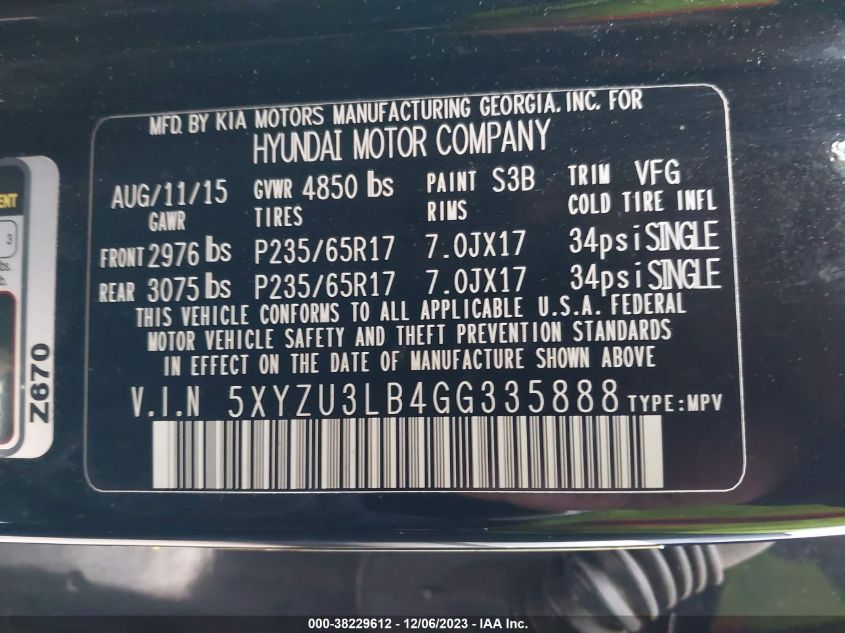 MFD. BY KIA MOTORS MANUFACTURING GEORGIA, INC. FOR
HYUNDAI MOTOR COMPANY
AUG/11/15 GVWR 4850 lbs PAINT S3B TRIM VFG
GAWR TIRES RIMS COLD TIRE INFL
FRONT 2976 lbs P235/65R17 7.0JX17 34psi SINGLE
REAR 3075 lbs P235/65R17 7.0JX17 34psi SINGLE
THIS VEHICLE CONFORMS TO ALL APPLICABLE U.S.A. FEDERAL
MOTOR VEHICLE SAFETY AND THEFT PREVENTION STANDARDS
IN EFFECT ON THE DATE OF MANUFACTURE SHOWN ABOVE
V.I.N 5XYZU3LB4GG335888 TYPE:MPV
ENT
3
bs.
b.
Z670
000-38229612 - 12/06/2023 - IAA Inc.